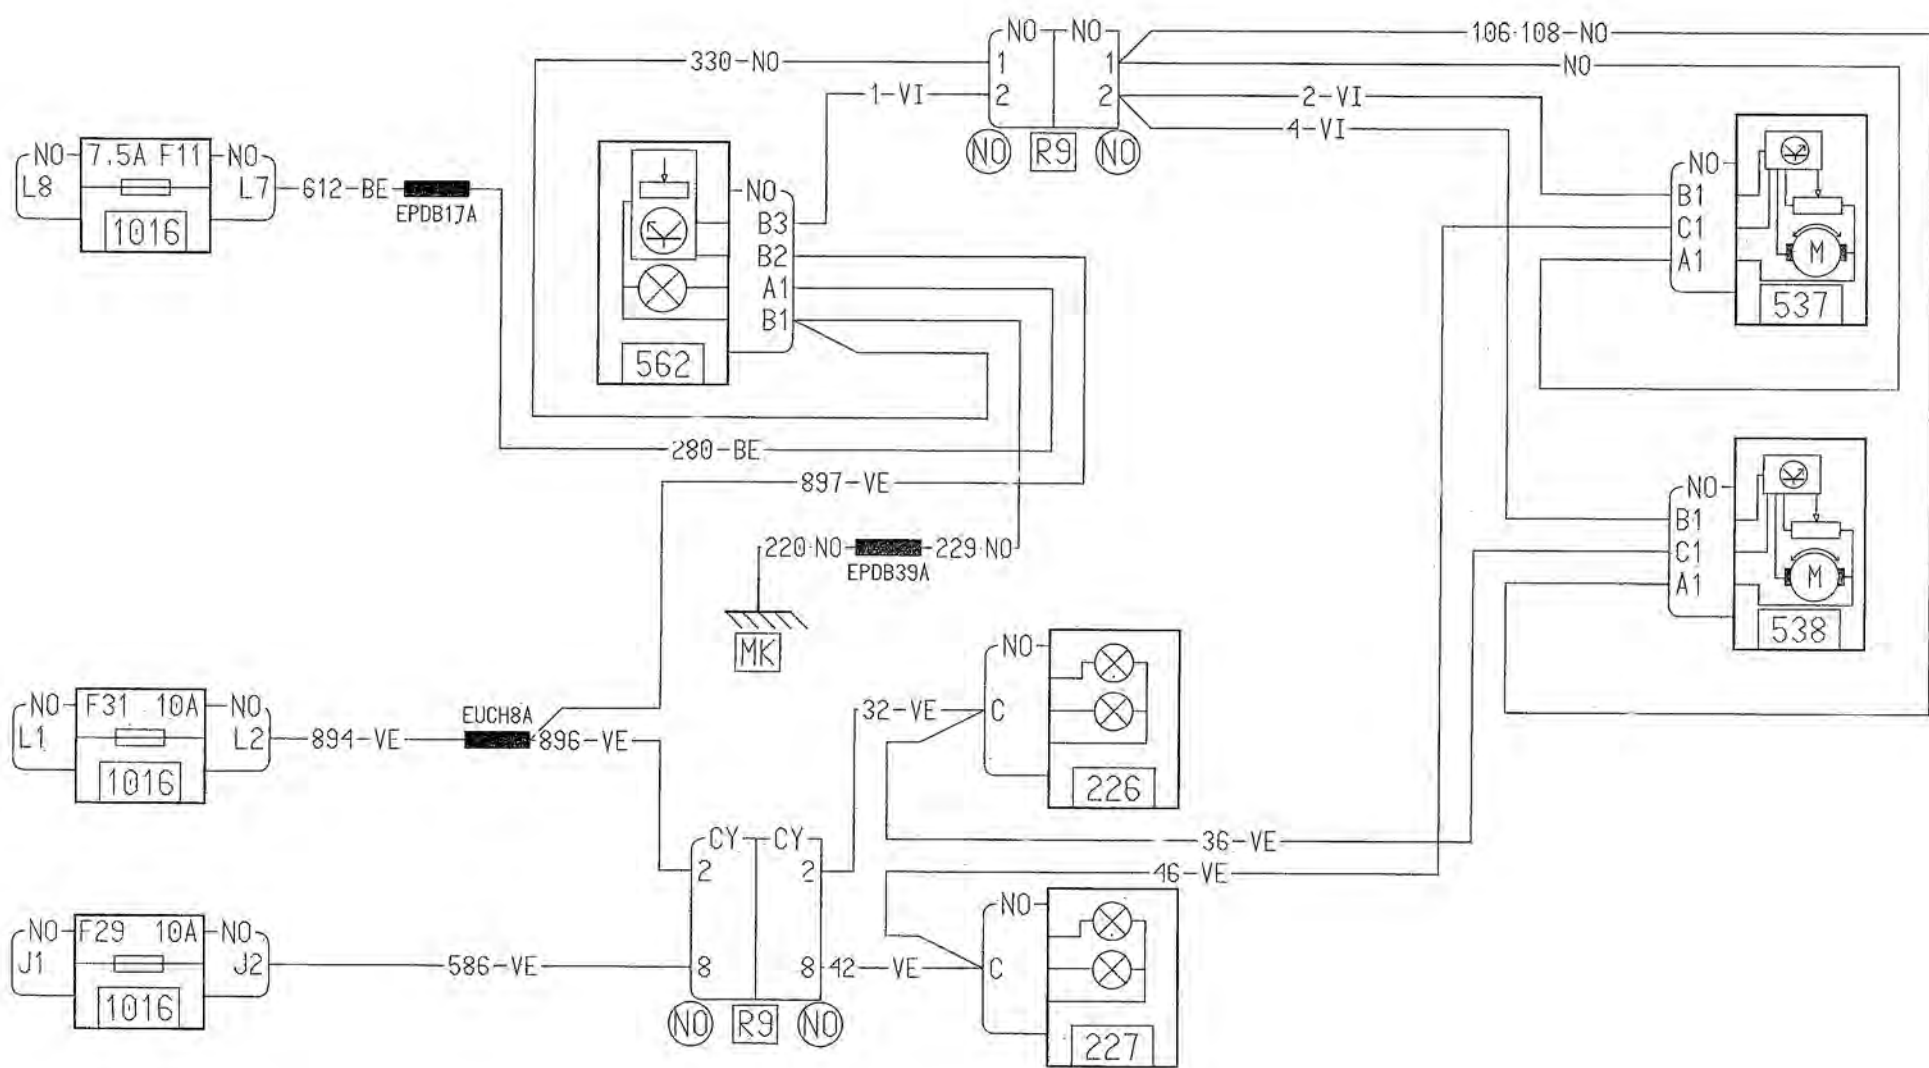 NO NO
106·108-NO
330-NO
1
1
NO
1-VI
2
2
2-VI
4-VI
NO R9 NO
NO 7.5A F11 NO
L8 L7
612-BE
EPDB17A
1016
NO
B3
B2
A1
B1
562
NO
B1
C1
A1
M
537
280-BE
897-VE
NO
B1
C1
A1
M
538
220·NO
229·NO
EPDB39A
MK
NO F31 10A NO
L1 L2
894-VE
EUCH8A
896-VE
1016
NO
32-VE
C
226
36-VE
46-VE
CY CY
2 2
NO F29 10A NO
J1 J2
586-VE
8 8
42-VE
1016
NO R9 NO
NO
C
227